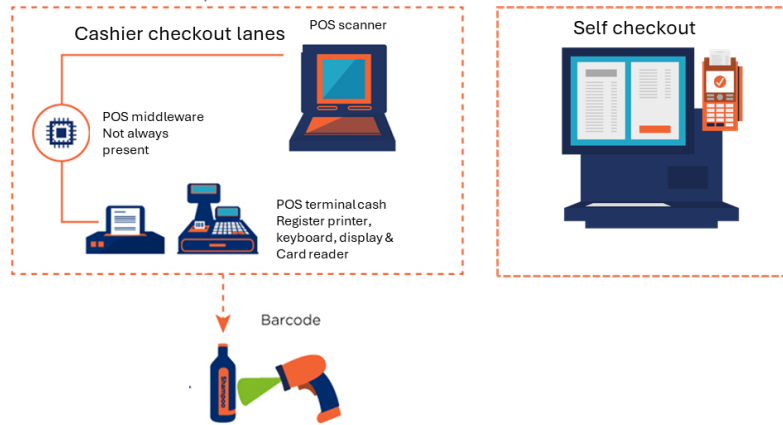 Cashier checkout lanes
POS scanner
Self checkout
POS middleware
Not always
present
POS terminal cash
Register printer,
keyboard, display &
Card reader
Barcode
Shampoo